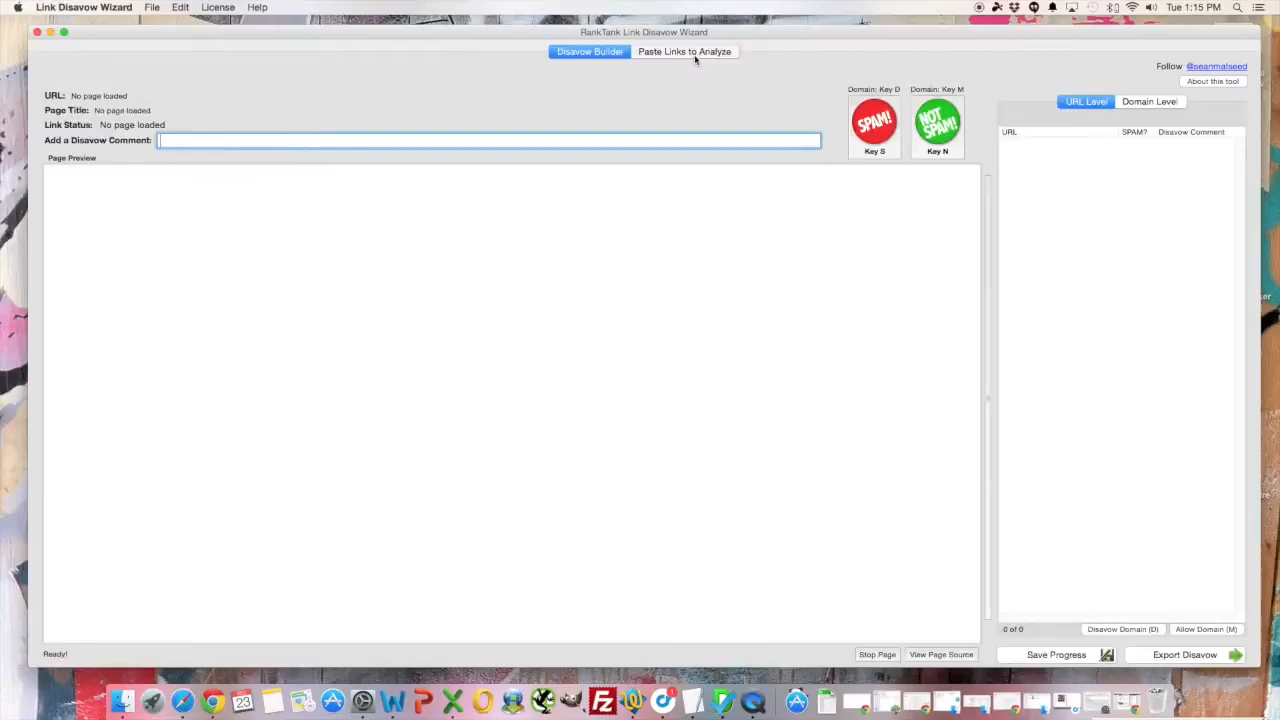 Link Disavow Wizard File Edit License Help Tue 1:15 PM
RankTank Link Disavow Wizard
Disavow Builder Paste Links to Analyze
Follow @seanmalseed
About this tool
URL: No page loaded
Page Title: No page loaded
Link Status: No page loaded
Add a Disavow Comment:
Page Preview
Domain: Key D Domain: Key M
SPAM! NOT SPAM!
Key S Key N
URL Level Domain Level
URL SPAM? Disavow Comment
0 of 0 Disavow Domain (D) Allow Domain (M)
Ready! Stop Page View Page Source Save Progress Export Disavow
23